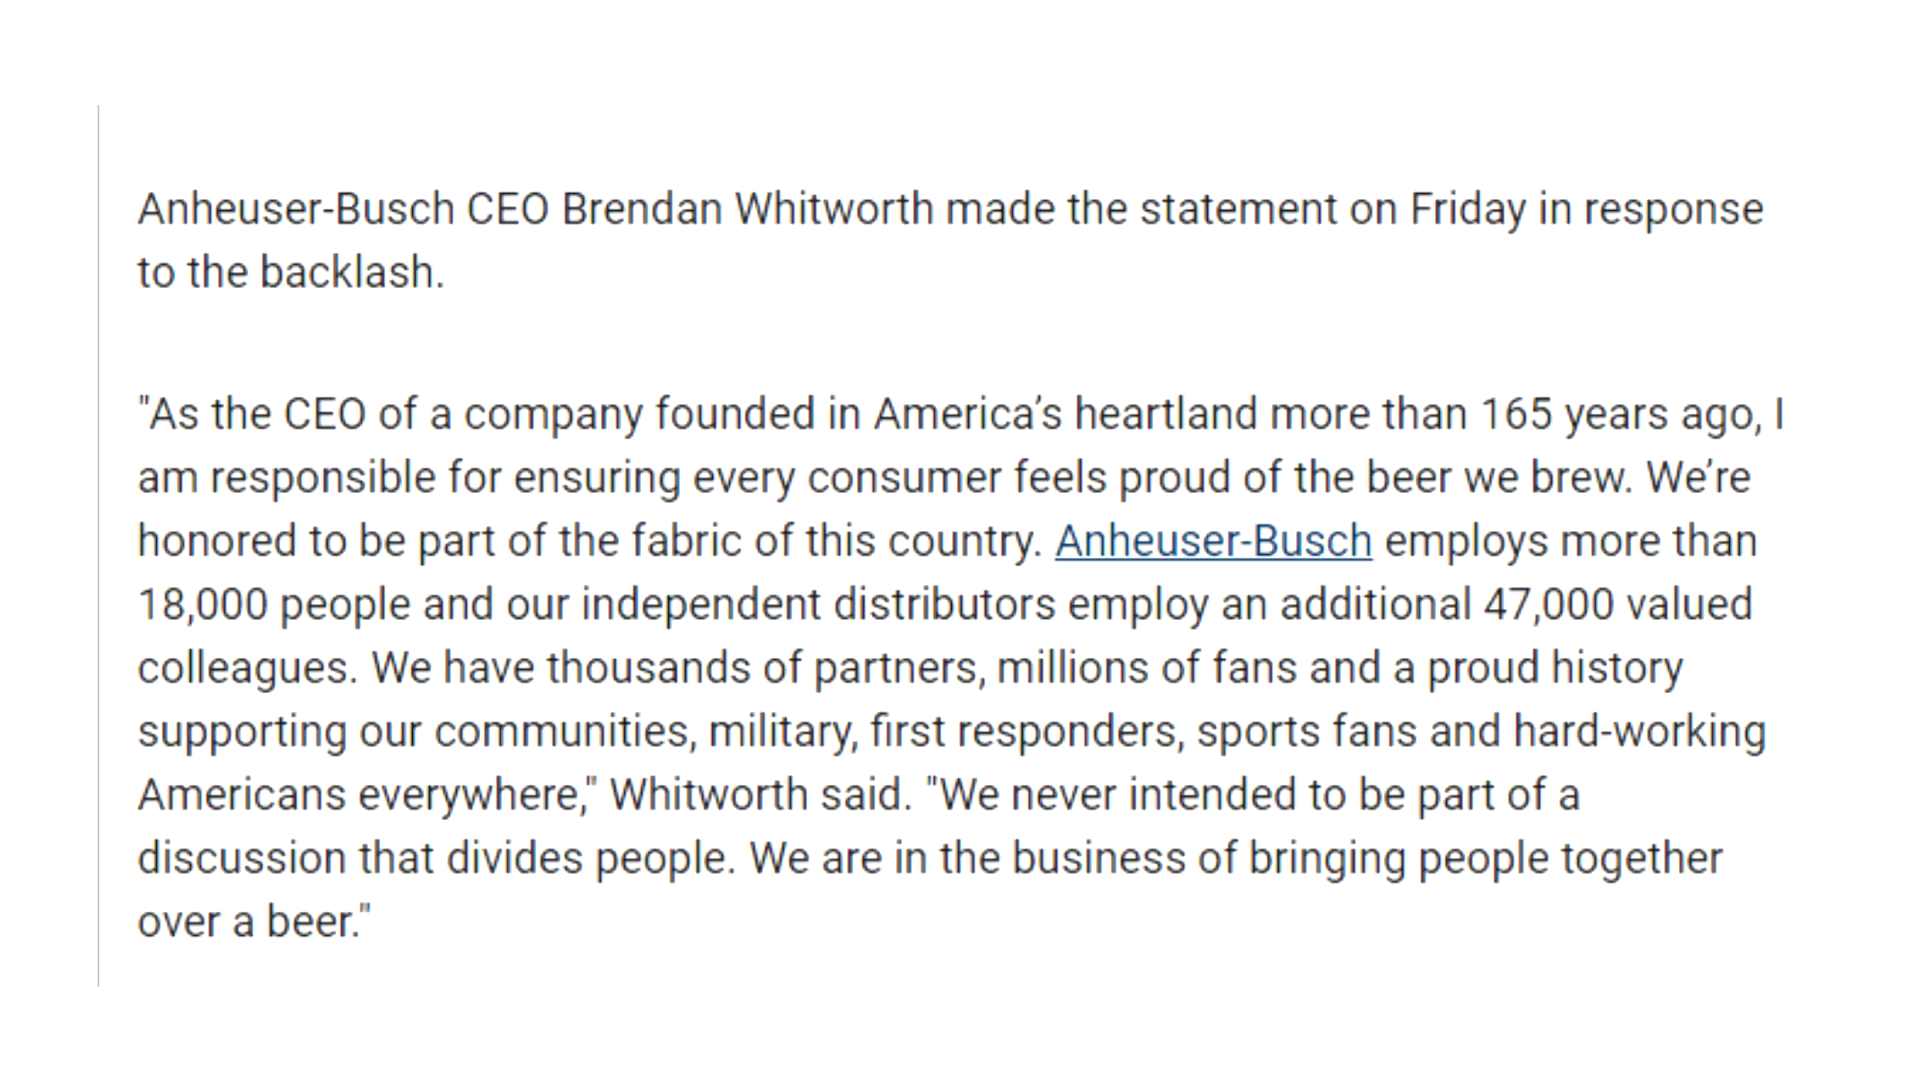 Anheuser-Busch CEO Brendan Whitworth made the statement on Friday in response
to the backlash.
"As the CEO of a company founded in America’s heartland more than 165 years ago, I
am responsible for ensuring every consumer feels proud of the beer we brew. We’re
honored to be part of the fabric of this country. Anheuser-Busch employs more than
18,000 people and our independent distributors employ an additional 47,000 valued
colleagues. We have thousands of partners, millions of fans and a proud history
supporting our communities, military, first responders, sports fans and hard-working
Americans everywhere," Whitworth said. "We never intended to be part of a
discussion that divides people. We are in the business of bringing people together
over a beer."